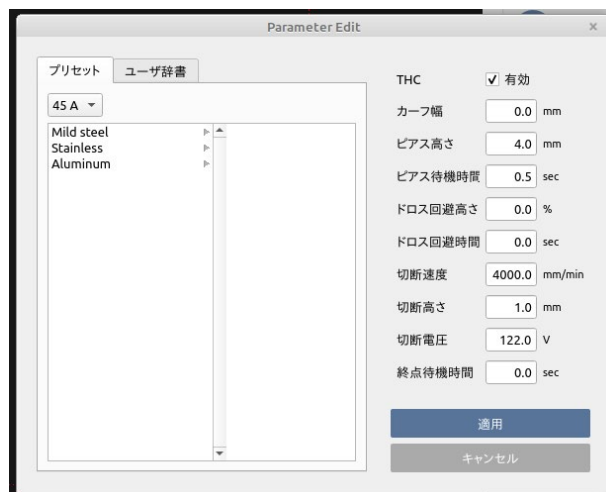 Parameter Edit ×
プリセット ユーザ辞書
45 A
Mild steel
Stainless
Aluminum
THC 有効
カーフ幅 0.0 mm
ピアス高さ 4.0 mm
ピアス待機時間 0.5 sec
ドロス回避高さ 0.0 %
ドロス回避時間 0.0 sec
切断速度 4000.0 mm/min
切断高さ 1.0 mm
切断電圧 122.0 V
終点待機時間 0.0 sec
適用
キャンセル